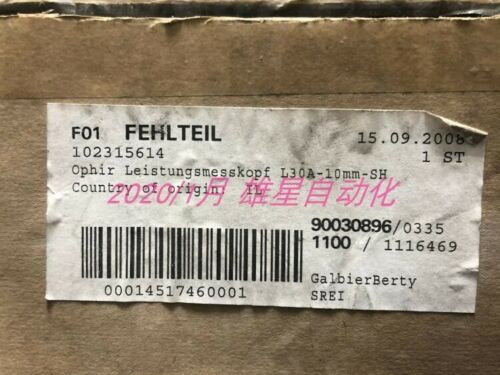 F01 FEHLTEIL 15.09.2008
102315614 1 ST
Ophir Leistungsmesskopf L30A-10mm-SH
Country of origin: IL
2020/1月 雄星自动化
90030896/0335
1100 / 1116469
00014517460001
GalbierBerty
SREI